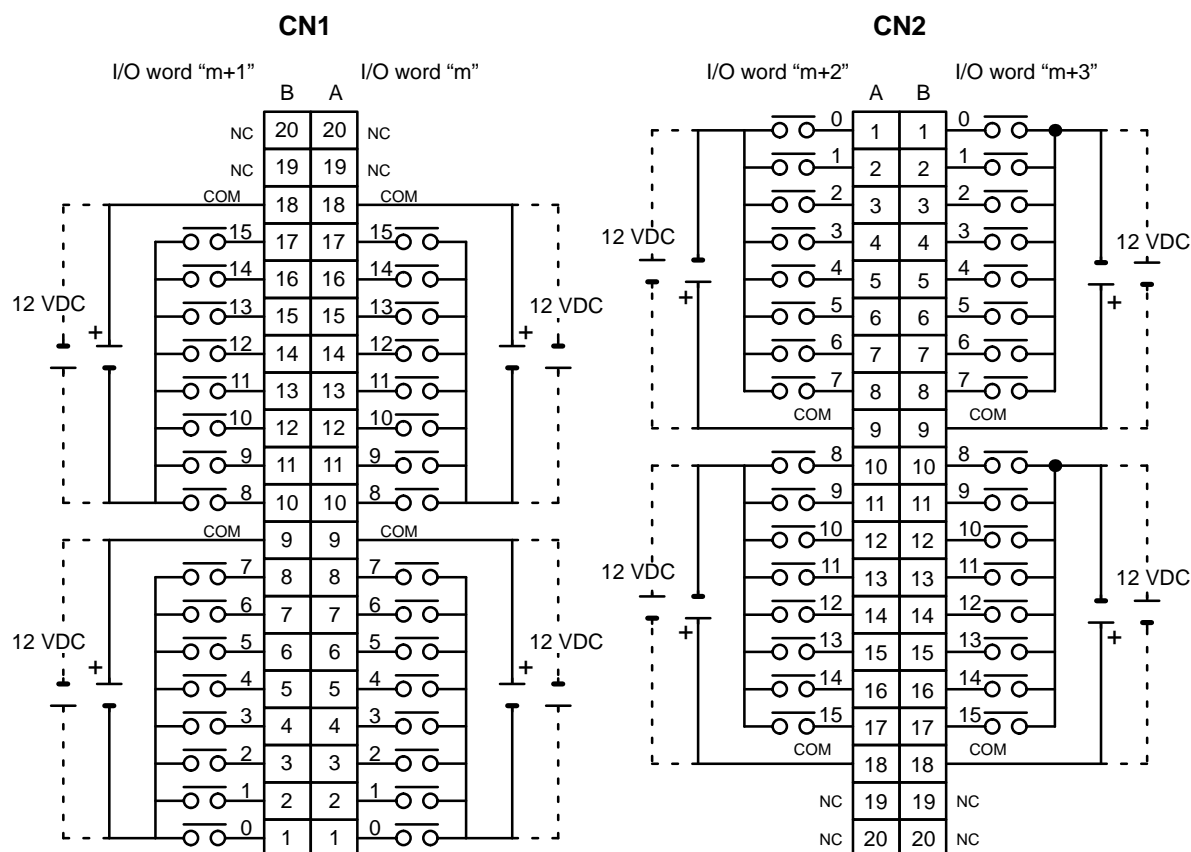 CN1
I/O word “m+1” I/O word “m”
B A
NC 20 20 NC
NC 19 19 NC
COM 18 18 COM
15 17 17 15
14 16 16 14
12 VDC 13 15 15 13 12 VDC
+ 12 14 14 12 +
11 13 13 11
10 12 12 10
9 11 11 9
8 10 10 8
COM 9 9 COM
7 8 8 7
6 7 7 6
12 VDC 5 6 6 5 12 VDC
+ 4 5 5 4 +
3 4 4 3
2 3 3 2
1 2 2 1
0 1 1 0
CN2
I/O word “m+2” I/O word “m+3”
A B
0 1 1 0
1 2 2 1
2 3 3 2
12 VDC 3 4 4 3 12 VDC
+ 4 5 5 4 +
5 6 6 5
6 7 7 6
7 8 8 7
COM 9 9 COM
8 10 10 8
9 11 11 9
10 12 12 10
12 VDC 11 13 13 11 12 VDC
+ 12 14 14 12 +
13 15 15 13
14 16 16 14
15 17 17 15
COM 18 18 COM
NC 19 19 NC
NC 20 20 NC